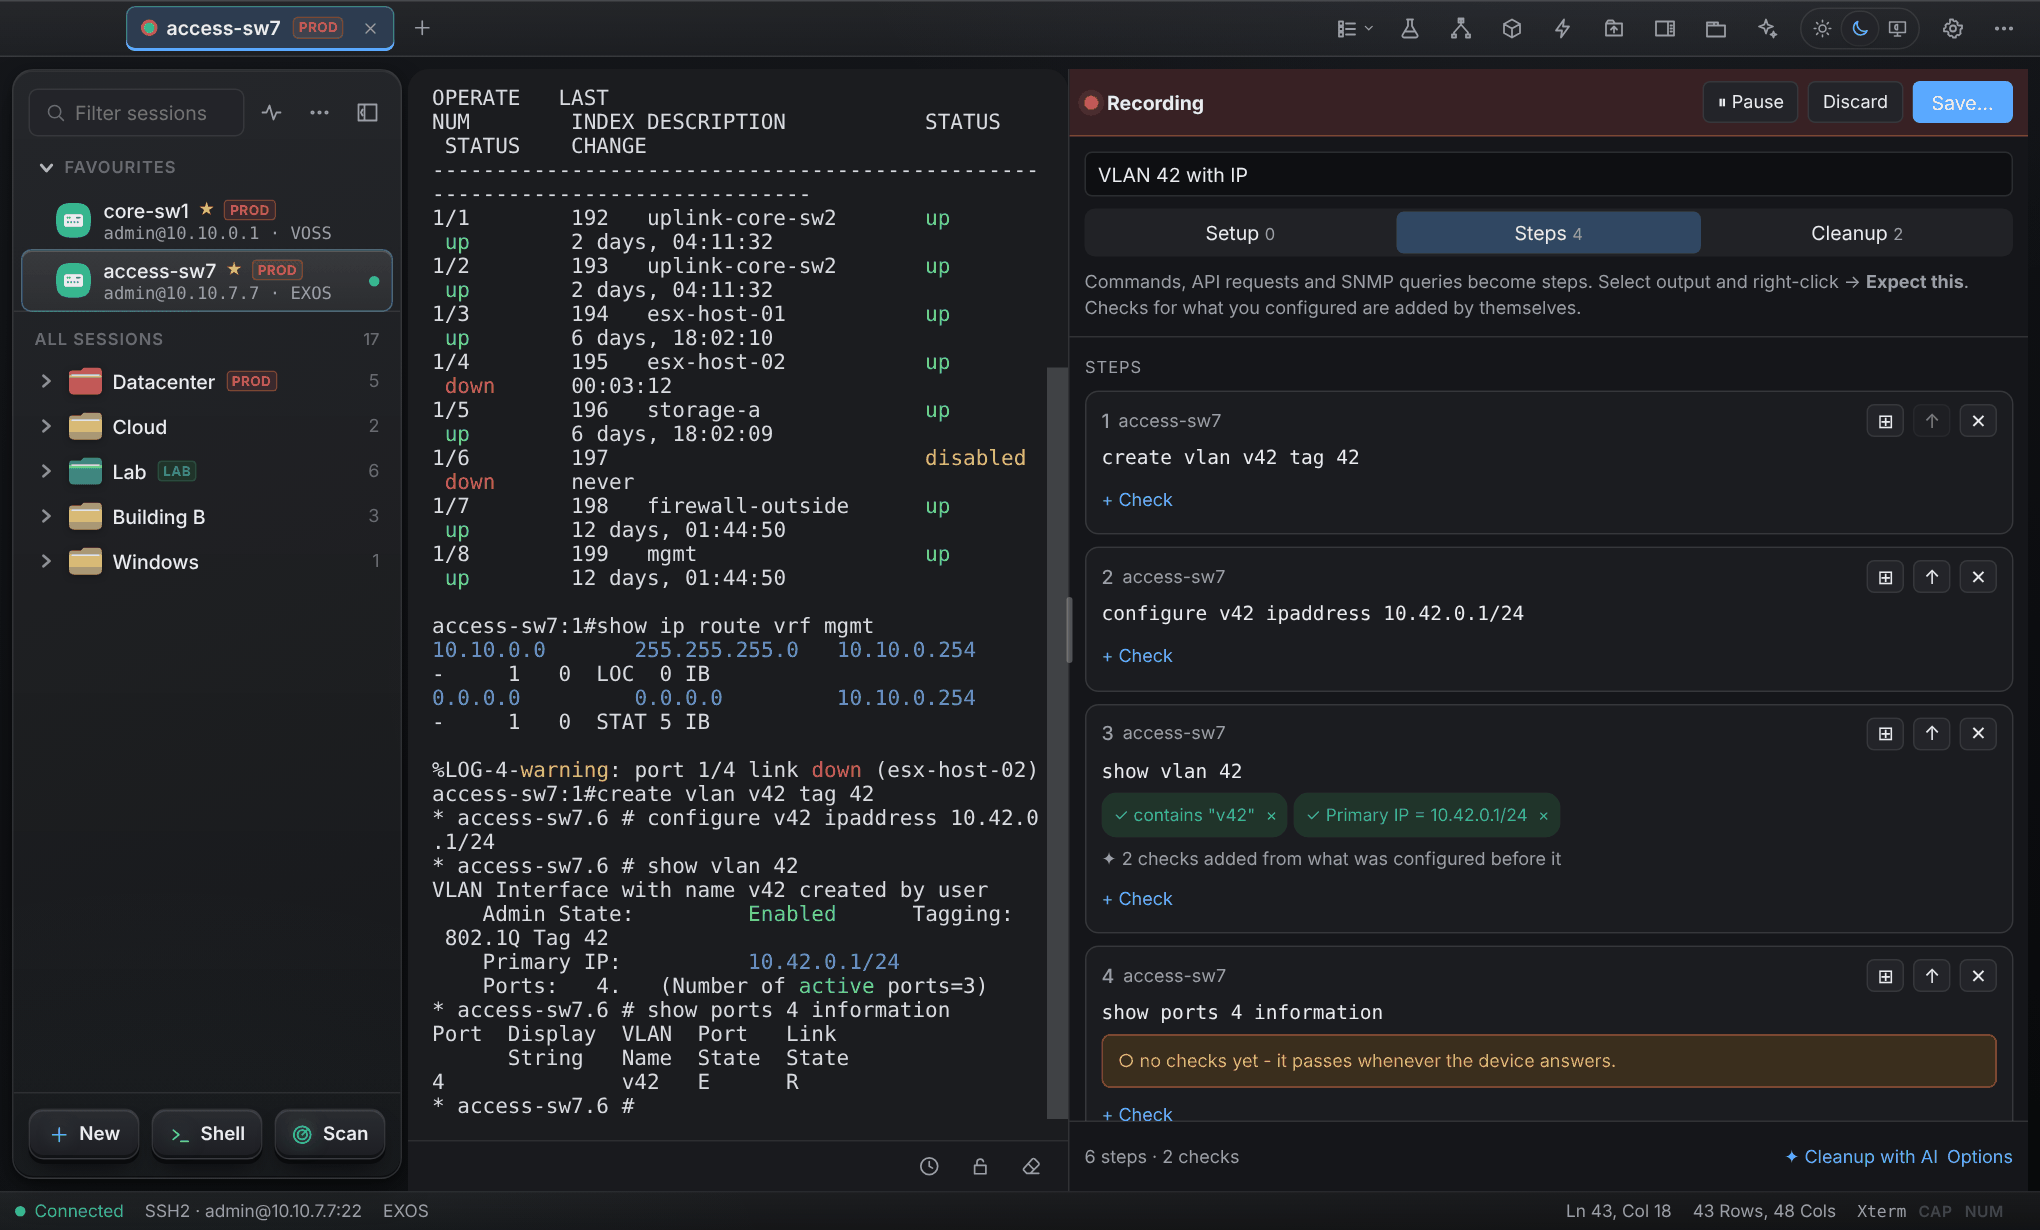 access-sw7 PROD
Filter sessions
FAVOURITES
core-sw1 ★ PROD
admin@10.10.0.1 · VOSS
access-sw7 ★ PROD
admin@10.10.7.7 · EXOS
ALL SESSIONS 17
Datacenter PROD 5
Cloud 2
Lab LAB 6
Building B 3
Windows 1
+ New
>_ Shell
Scan
OPERATE   LAST
NUM        INDEX DESCRIPTION           STATUS
 STATUS    CHANGE
------------------------------------------------
------------------------------
1/1        192   uplink-core-sw2       up
 up        2 days, 04:11:32
1/2        193   uplink-core-sw2       up
 up        2 days, 04:11:32
1/3        194   esx-host-01           up
 up        6 days, 18:02:10
1/4        195   esx-host-02           up
 down      00:03:12
1/5        196   storage-a             up
 up        6 days, 18:02:09
1/6        197                         disabled
 down      never
1/7        198   firewall-outside      up
 up        12 days, 01:44:50
1/8        199   mgmt                  up
 up        12 days, 01:44:50
access-sw7:1#show ip route vrf mgmt
10.10.0.0       255.255.255.0   10.10.0.254
-     1   0  LOC  0 IB
0.0.0.0         0.0.0.0         10.10.0.254
-     1   0  STAT 5 IB
%LOG-4-warning: port 1/4 link down (esx-host-02)
access-sw7:1#create vlan v42 tag 42
* access-sw7.6 # configure v42 ipaddress 10.42.0
.1/24
* access-sw7.6 # show vlan 42
VLAN Interface with name v42 created by user
    Admin State:         Enabled      Tagging:
 802.1Q Tag 42
    Primary IP:          10.42.0.1/24
    Ports:   4.   (Number of active ports=3)
* access-sw7.6 # show ports 4 information
Port  Display  VLAN  Port   Link
      String   Name  State  State
4              v42   E      R
* access-sw7.6 #
Recording
Pause
Discard
Save...
VLAN 42 with IP
Setup 0
Steps 4
Cleanup 2
Commands, API requests and SNMP queries become steps. Select output and right-click → Expect this.
Checks for what you configured are added by themselves.
STEPS
1 access-sw7
create vlan v42 tag 42
+ Check
2 access-sw7
configure v42 ipaddress 10.42.0.1/24
+ Check
3 access-sw7
show vlan 42
✓ contains "v42" ×
✓ Primary IP = 10.42.0.1/24 ×
✦ 2 checks added from what was configured before it
+ Check
4 access-sw7
show ports 4 information
no checks yet - it passes whenever the device answers.
+ Check
6 steps · 2 checks
✦ Cleanup with AI
Options
Connected
SSH2 · admin@10.10.7.7:22
EXOS
Ln 43, Col 18
43 Rows, 48 Cols
Xterm
CAP
NUM